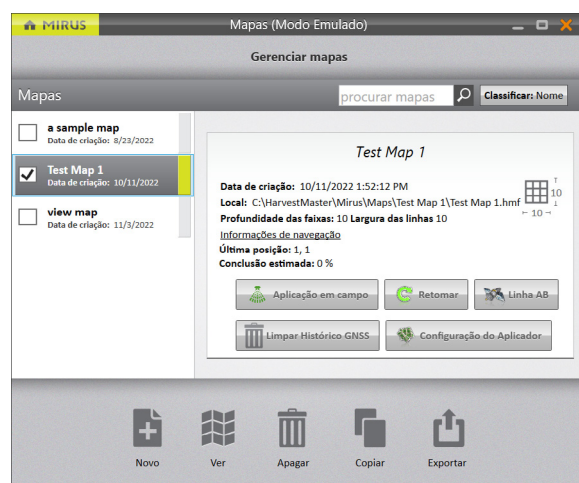 MIRUS
Mapas (Modo Emulado)
Gerenciar mapas
Mapas
procurar mapas
Classificar: Nome
a sample map
Data de criação: 8/23/2022
Test Map 1
Data de criação: 10/11/2022
view map
Data de criação: 11/3/2022
Test Map 1
Data de criação: 10/11/2022 1:52:12 PM
Local: C:\HarvestMaster\Mirus\Maps\Test Map 1\Test Map 1.hmf
10
10
Profundidade das faixas: 10 Largura das linhas 10
Informações de navegação
Última posição: 1, 1
Conclusão estimada: 0 %
Aplicação em campo
Retomar
Linha AB
Limpar Histórico GNSS
Configuração do Aplicador
Novo
Ver
Apagar
Copiar
Exportar